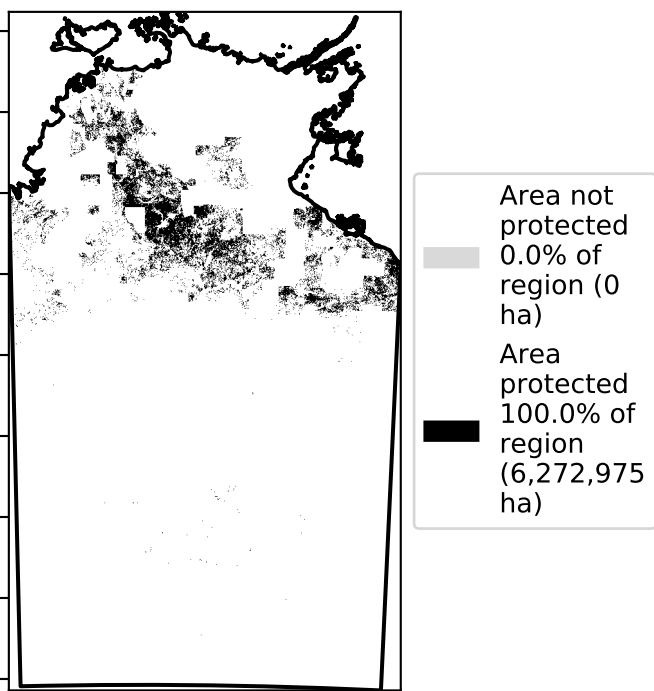 Area not
protected
0.0% of
region (0
ha)
Area
protected
100.0% of
region
(6,272,975
ha)